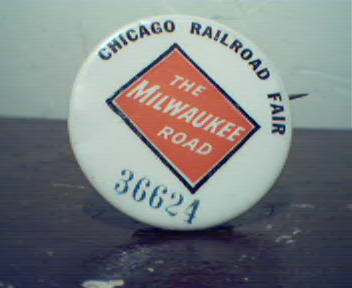 CHICAGO RAILROAD FAIR
THE
MILWAUKEE
ROAD
36624